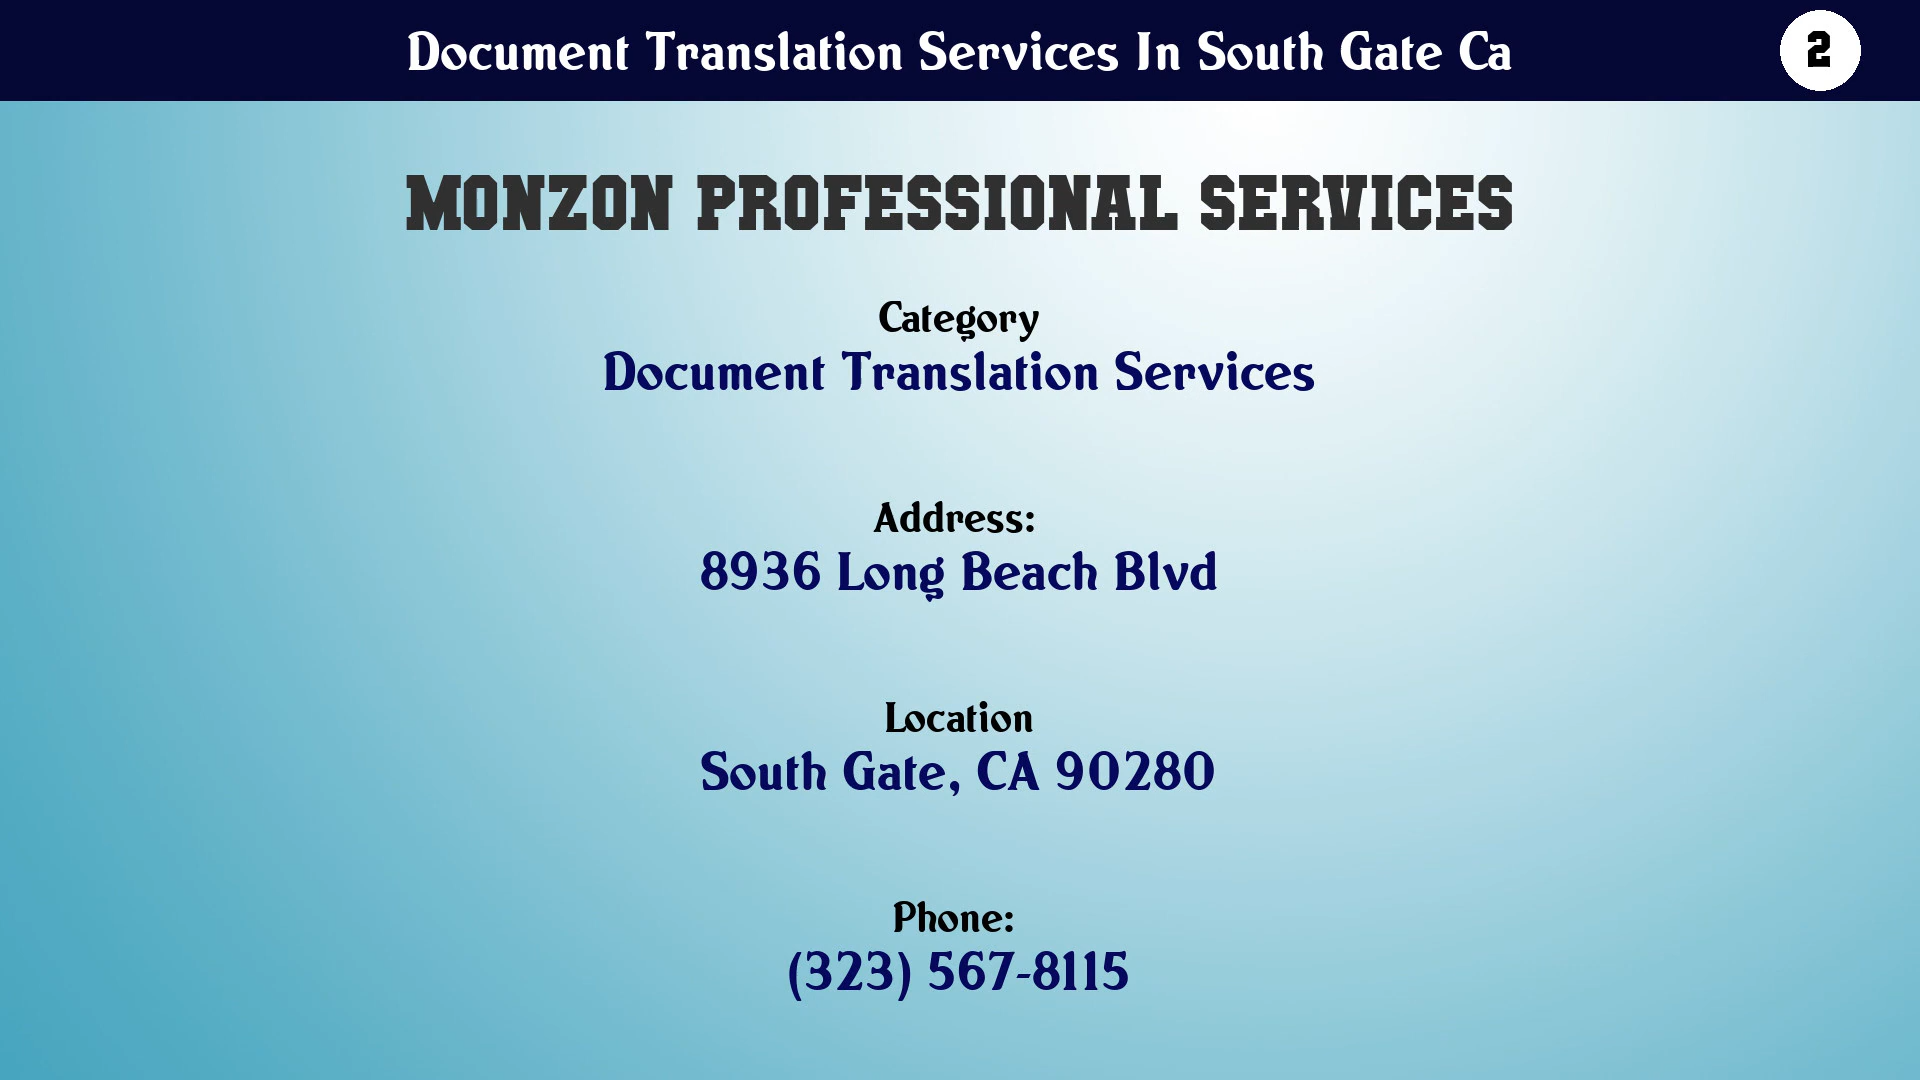 Document Translation Services In South Gate Ca
2
MONZON PROFESSIONAL SERVICES
Category
Document Translation Services
Address:
8936 Long Beach Blvd
Location
South Gate, CA 90280
Phone:
(323) 567-8115